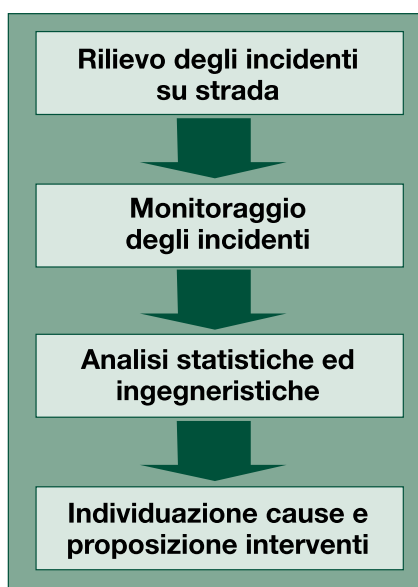 Rilievo degli incidenti
su strada
Monitoraggio
degli incidenti
Analisi statistiche ed
ingegneristiche
Individuazione cause e
proposizione interventi